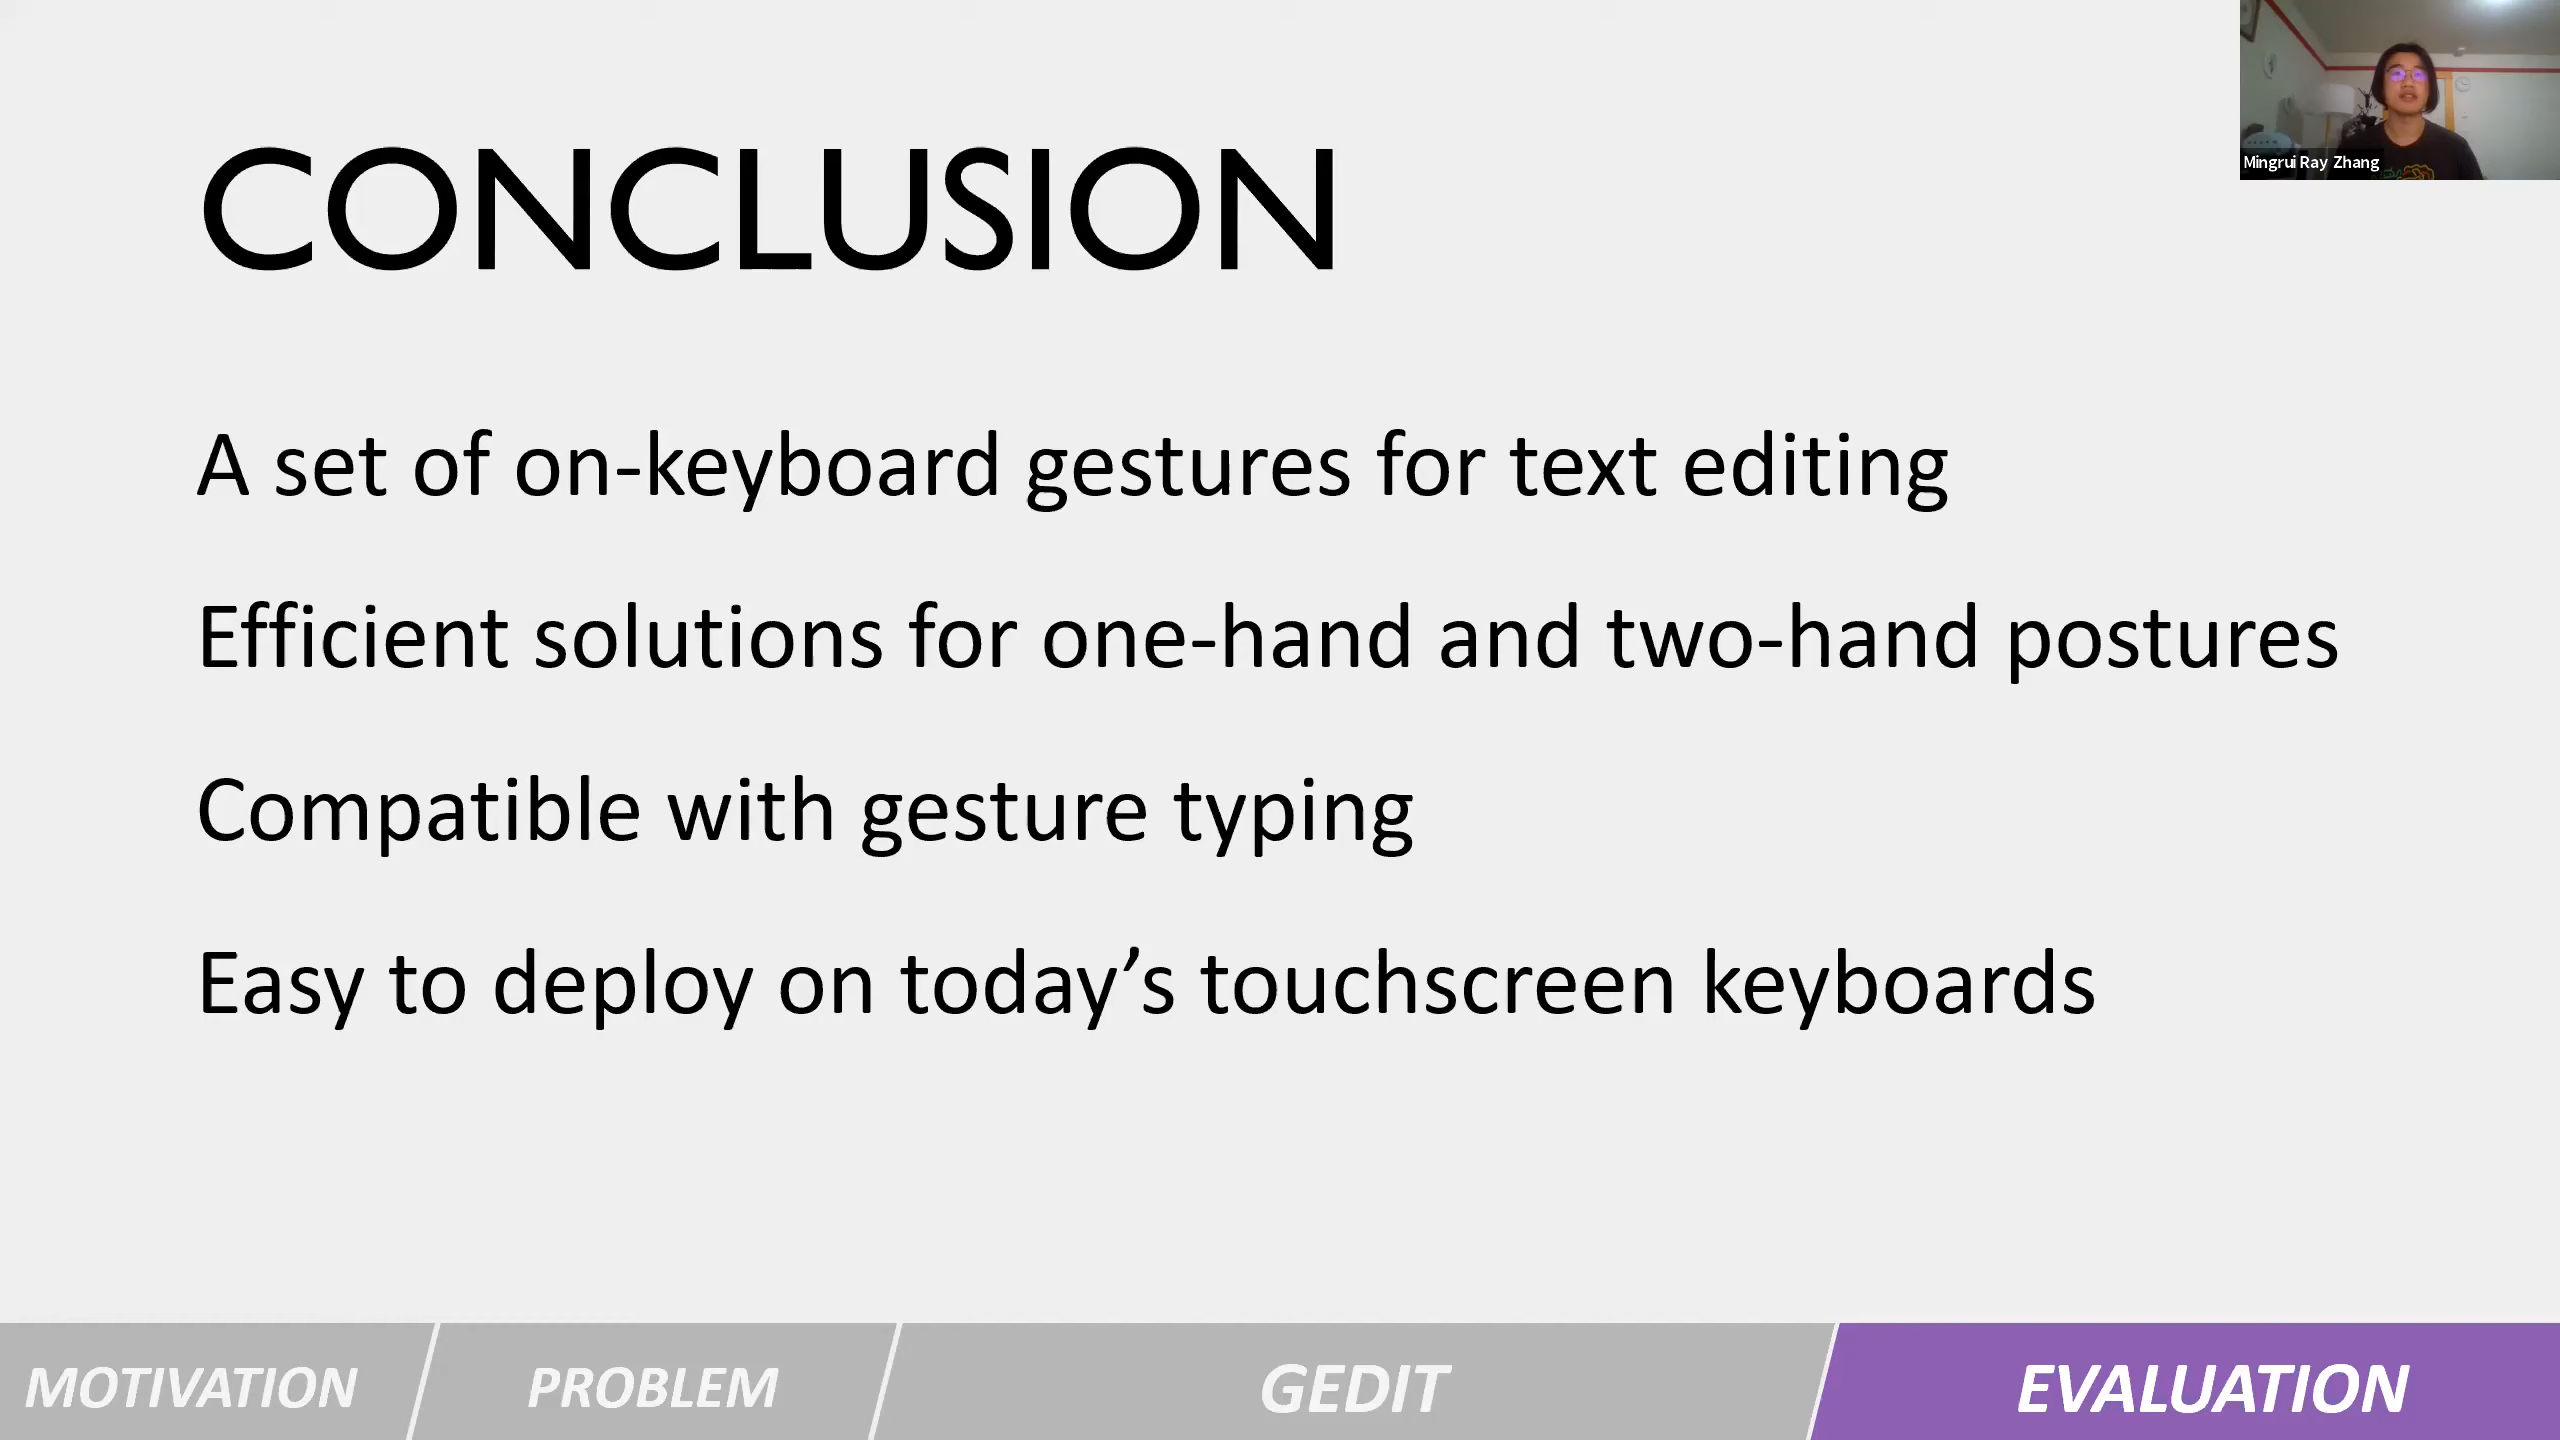 CONCLUSION
Mingrui Ray Zhang
A set of on-keyboard gestures for text editing
Efficient solutions for one-hand and two-hand postures
Compatible with gesture typing
Easy to deploy on today’s touchscreen keyboards
MOTIVATION
PROBLEM
GEDIT
EVALUATION